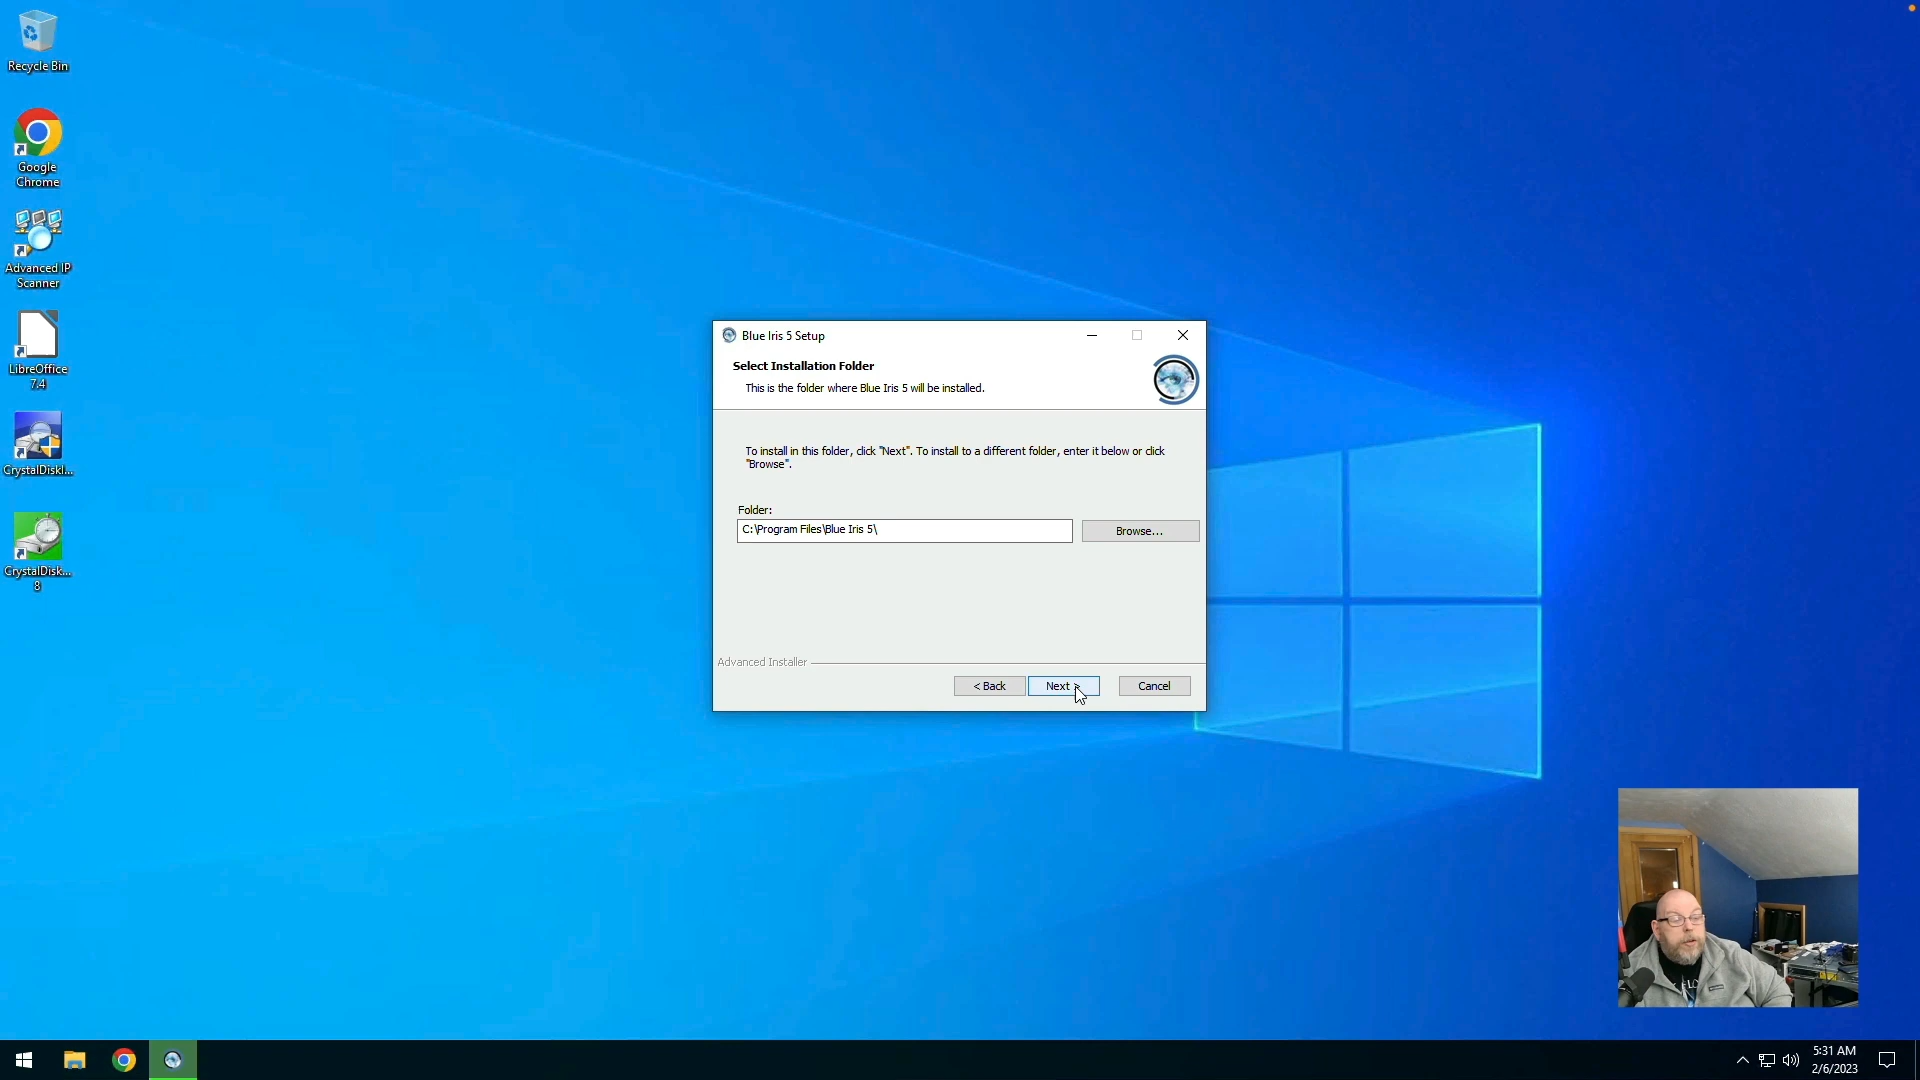 Recycle Bin
Google
Chrome
Advanced IP
Scanner
LibreOffice
7.4
CrystalDiskI...
CrystalDisk...
8
Blue Iris 5 Setup
Select Installation Folder
This is the folder where Blue Iris 5 will be installed.
To install in this folder, click "Next". To install to a different folder, enter it below or click
"Browse".
Folder:
C:\Program Files\Blue Iris 5\
Browse...
Advanced Installer
< Back
Next >
Cancel
5:31 AM
2/6/2023